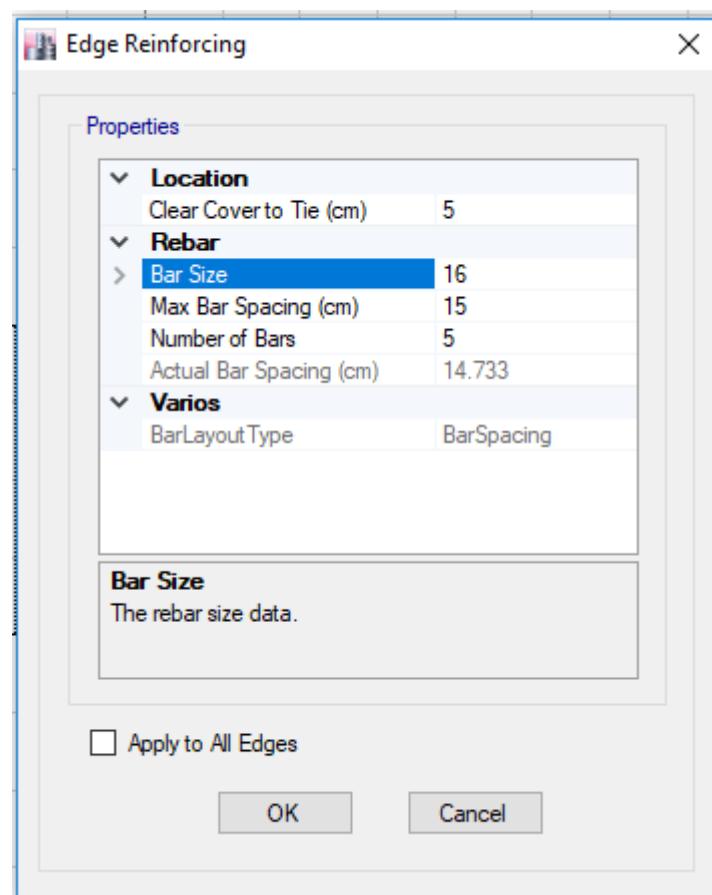 Edge Reinforcing
Properties
Location
Clear Cover to Tie (cm) 5
Rebar
Bar Size 16
Max Bar Spacing (cm) 15
Number of Bars 5
Actual Bar Spacing (cm) 14.733
Varios
BarLayoutType BarSpacing
Bar Size
The rebar size data.
Apply to All Edges
OK Cancel